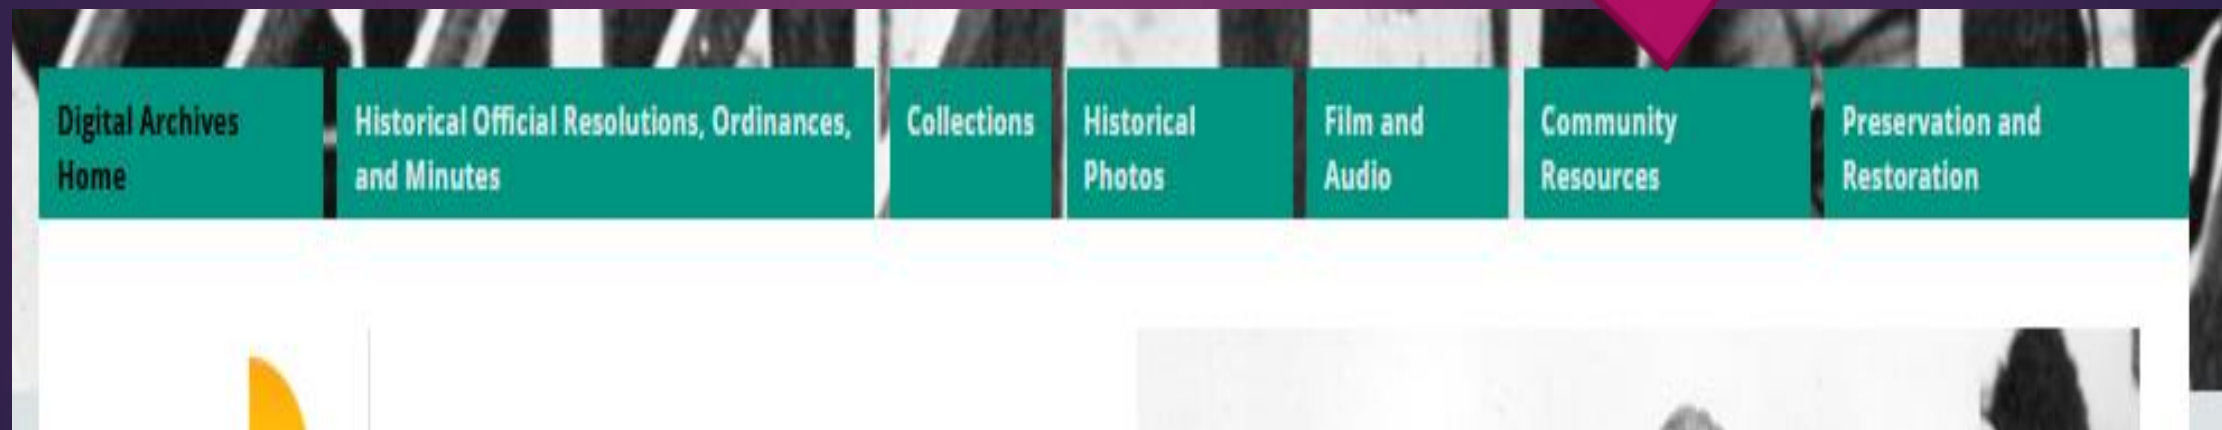 Digital Archives
Home
Historical Official Resolutions, Ordinances,
and Minutes
Collections
Historical
Photos
Film and
Audio
Community
Resources
Preservation and
Restoration